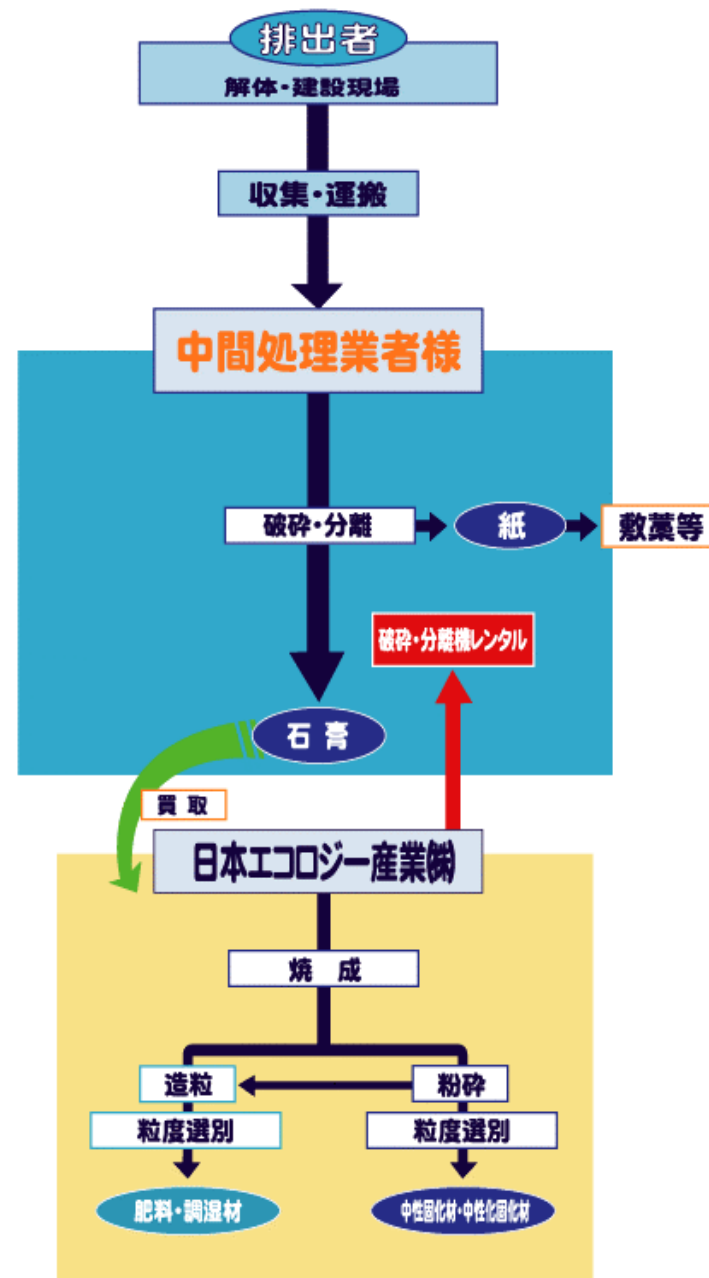 排出者
解体・建設現場
収集・運搬
中間処理業者様
破砕・分離
紙
敷藁等
破砕・分離機レンタル
石膏
買取
日本エコロジー産業㈱
焼成
造粒
粉砕
粒度選別
粒度選別
肥料・調湿材
中性固化材・中性化固化材